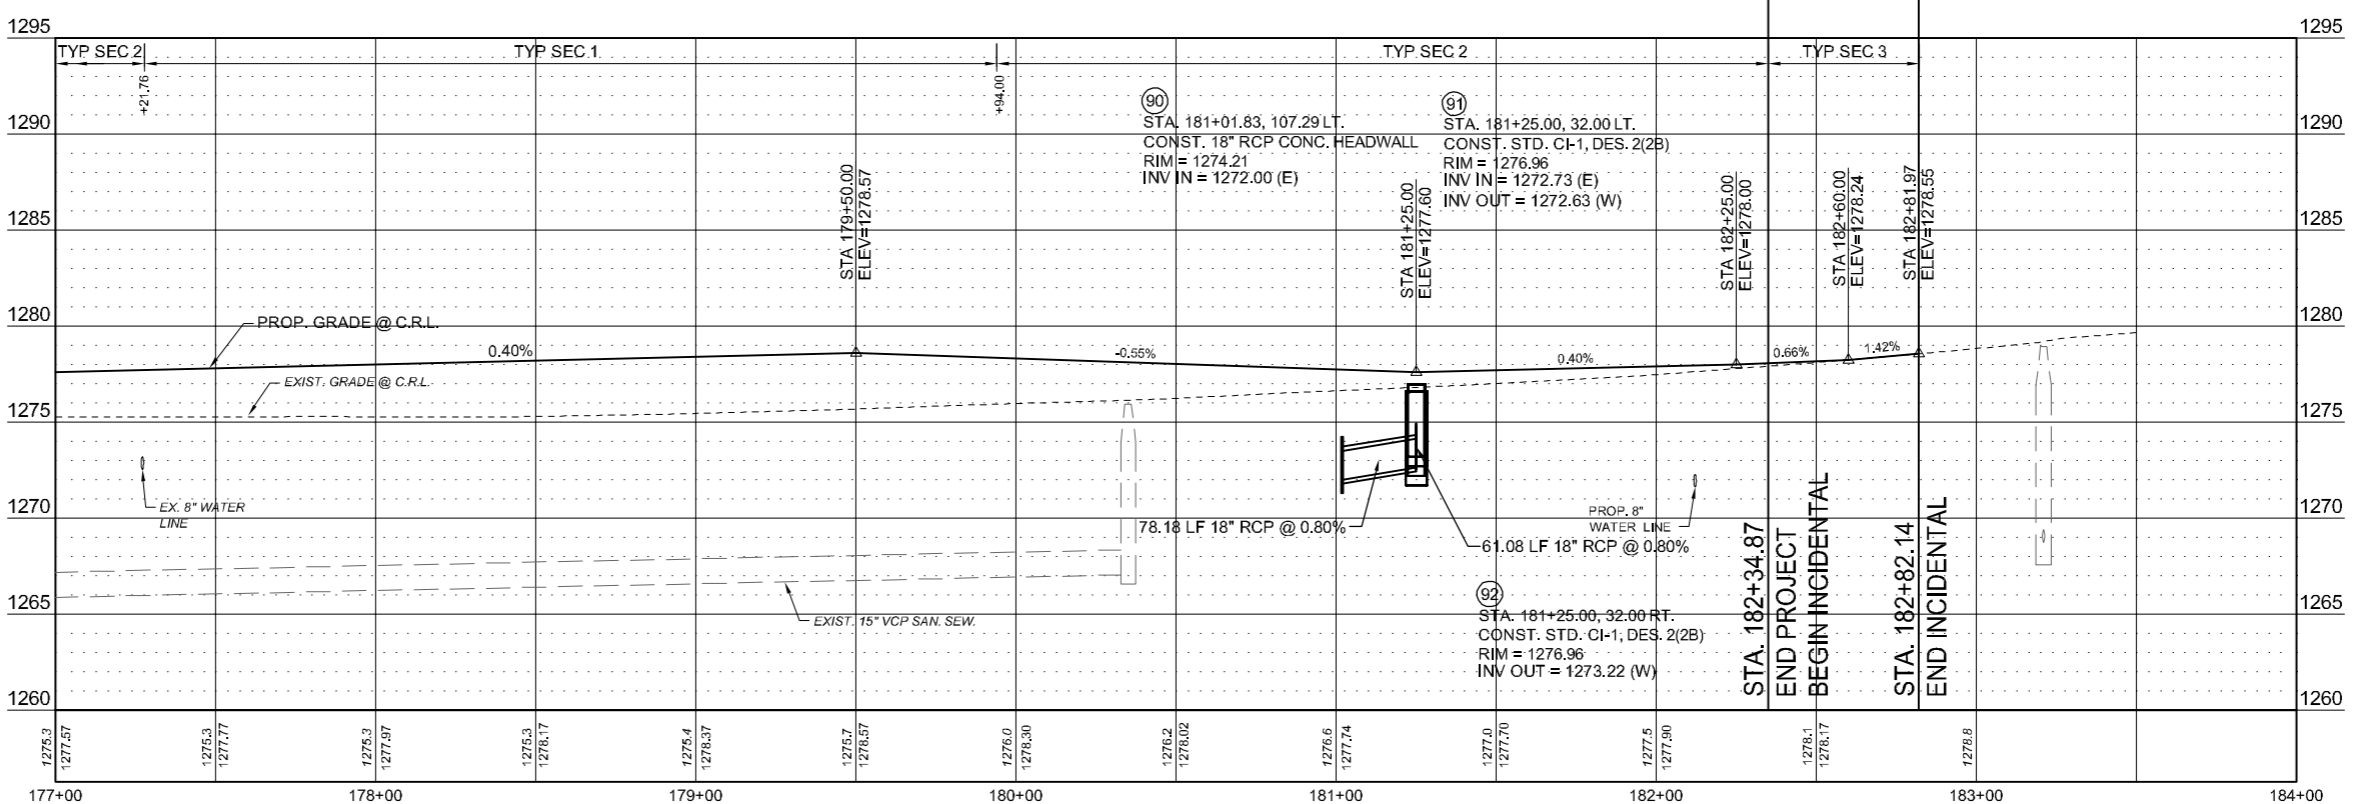 1295
1295
TYP SEC 2
TYP SEC 1
TYP SEC 2
TYP SEC 3
+21.76
+94.00
90
STA. 181+01.83, 107.29 LT.
CONST. 18" RCP CONC. HEADWALL
RIM = 1274.21
INV IN = 1272.00 (E)
91
STA. 181+25.00, 32.00 LT.
CONST. STD. CI-1, DES. 2(2B)
RIM = 1276.96
INV IN = 1272.73 (E)
INV OUT = 1272.63 (W)
1290
1290
STA 179+50.00
ELEV=1278.57
STA 181+25.00
ELEV=1277.60
STA 182+25.00
ELEV=1278.00
STA 182+60.00
ELEV=1278.24
STA 182+81.97
ELEV=1278.55
1285
1285
1280
1280
PROP. GRADE @ C.R.L.
0.40%
-0.55%
0.40%
0.66%
1.42%
EXIST. GRADE @ C.R.L.
1275
1275
EX. 8" WATER
LINE
1270
1270
78.18 LF 18" RCP @ 0.80%
61.08 LF 18" RCP @ 0.80%
PROP. 8"
WATER LINE
EXIST. 15" VCP SAN. SEW.
92
STA. 181+25.00, 32.00 RT.
CONST. STD. CI-1, DES. 2(2B)
RIM = 1276.96
INV OUT = 1273.22 (W)
STA. 182+34.87
END PROJECT
BEGIN INCIDENTAL
STA. 182+82.14
END INCIDENTAL
1265
1265
1260
1260
1275.3
1277.57
1275.3
1277.77
1275.3
1277.97
1275.3
1278.17
1275.4
1278.37
1275.7
1278.57
1276.0
1278.30
1276.2
1278.02
1276.6
1277.74
1277.0
1277.70
1277.5
1277.90
1278.1
1278.17
1278.8
177+00
178+00
179+00
180+00
181+00
182+00
183+00
184+00